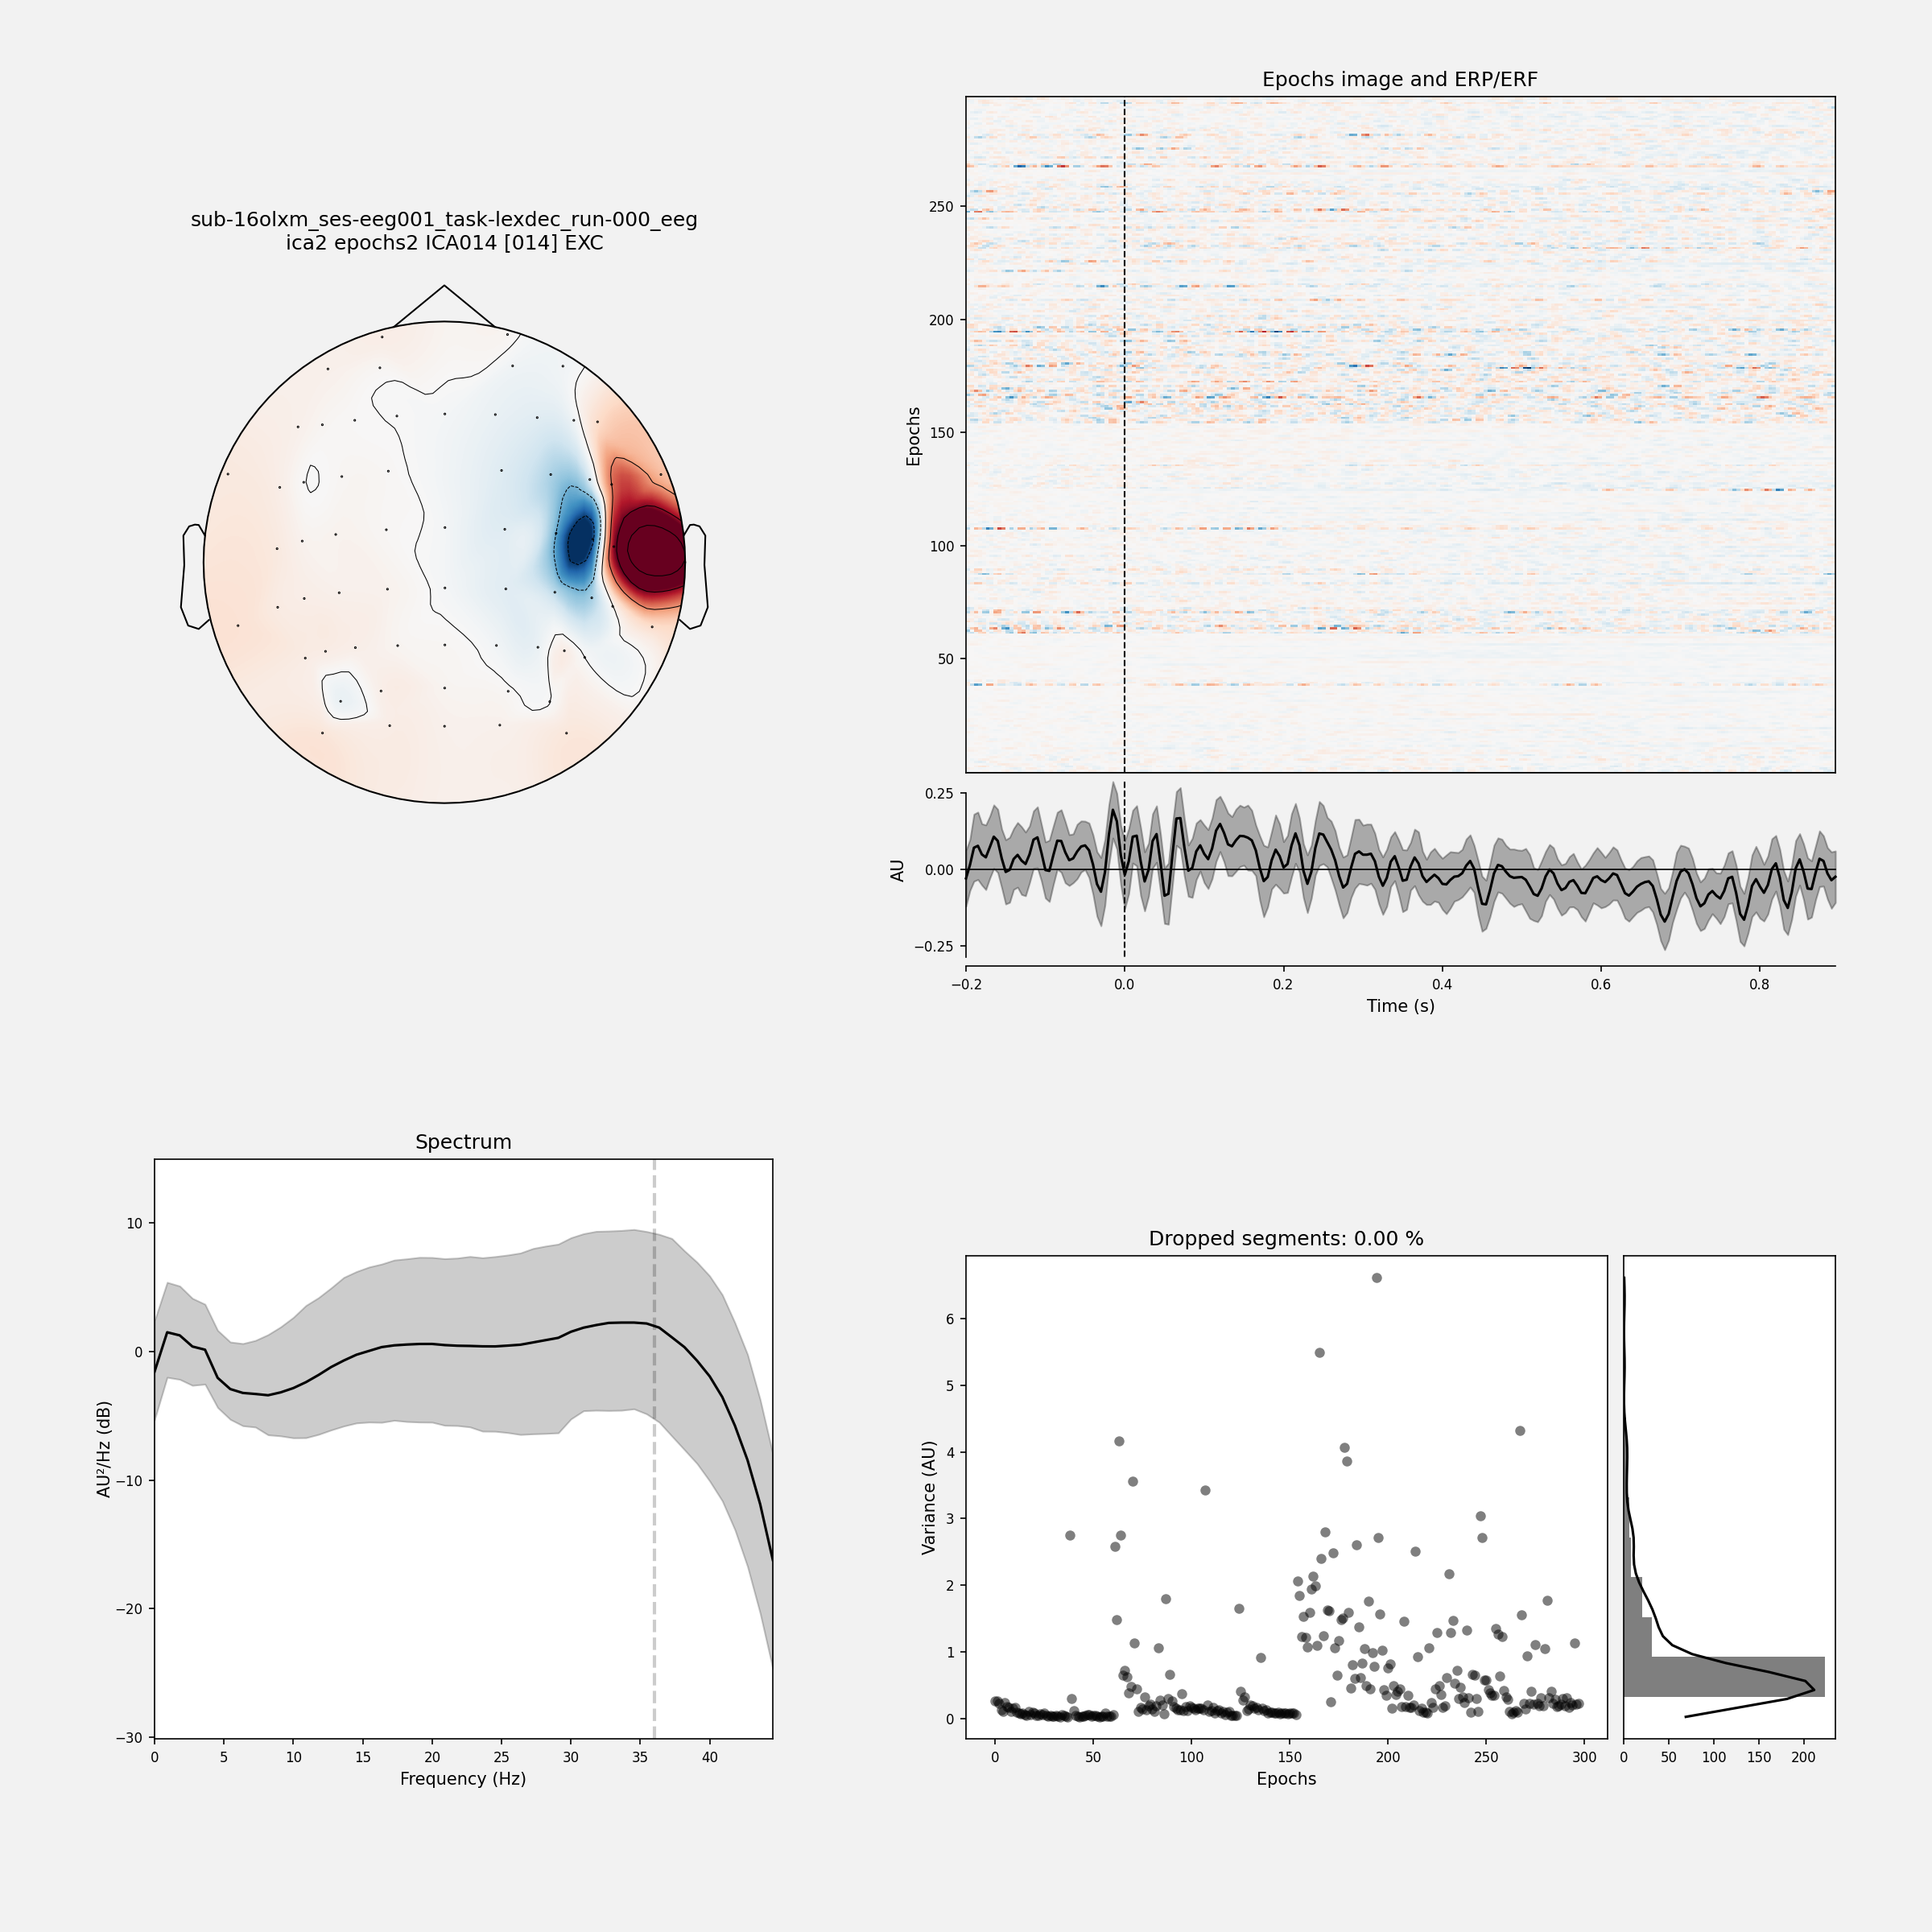 sub-16olxm_ses-eeg001_task-lexdec_run-000_eeg
ica2 epochs2 ICA014 [014] EXC
Epochs image and ERP/ERF
Epochs
250
200
150
100
50
AU
0.25
0.00
−0.25
−0.2 0.0 0.2 0.4 0.6 0.8
Time (s)
Spectrum
AU²/Hz (dB)
10
0
−10
−20
−30
0 5 10 15 20 25 30 35 40
Frequency (Hz)
Dropped segments: 0.00 %
Variance (AU)
6
5
4
3
2
1
0
0 50 100 150 200 250 300
Epochs
0 50 100 150 200